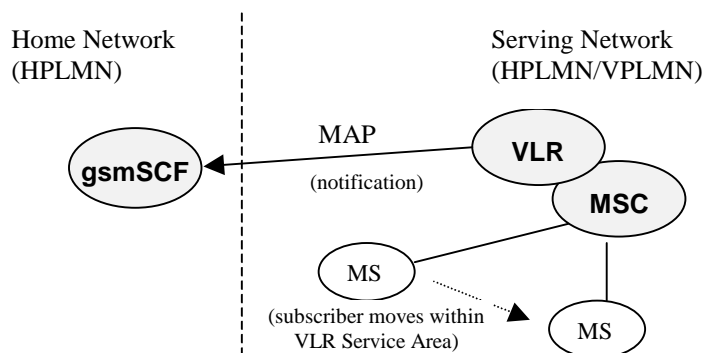 Home Network
(HPLMN)
Serving Network
(HPLMN/VPLMN)
MAP
gsmSCF
VLR
(notification)
MSC
MS
(subscriber moves within
VLR Service Area)
MS